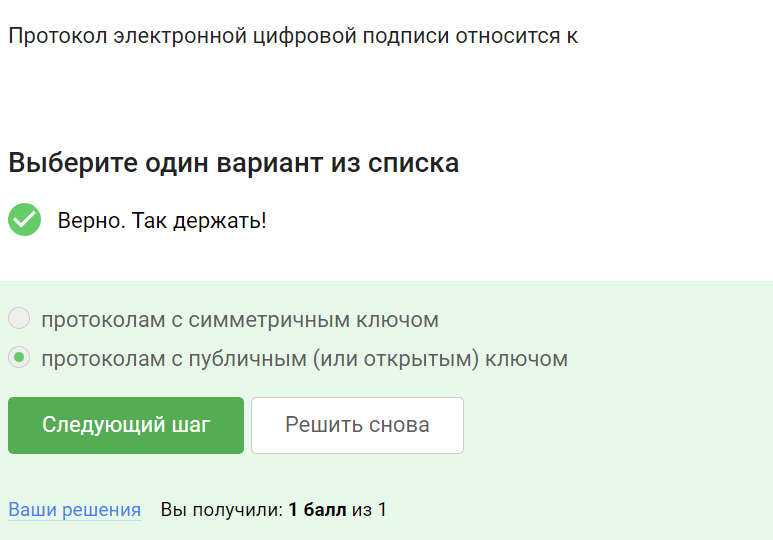 Протокол электронной цифровой подписи относится к
Выберите один вариант из списка
Верно. Так держать!
протоколам с симметричным ключом
протоколам с публичным (или открытым) ключом
Следующий шаг
Решить снова
Ваши решения
Вы получили: 1 балл из 1